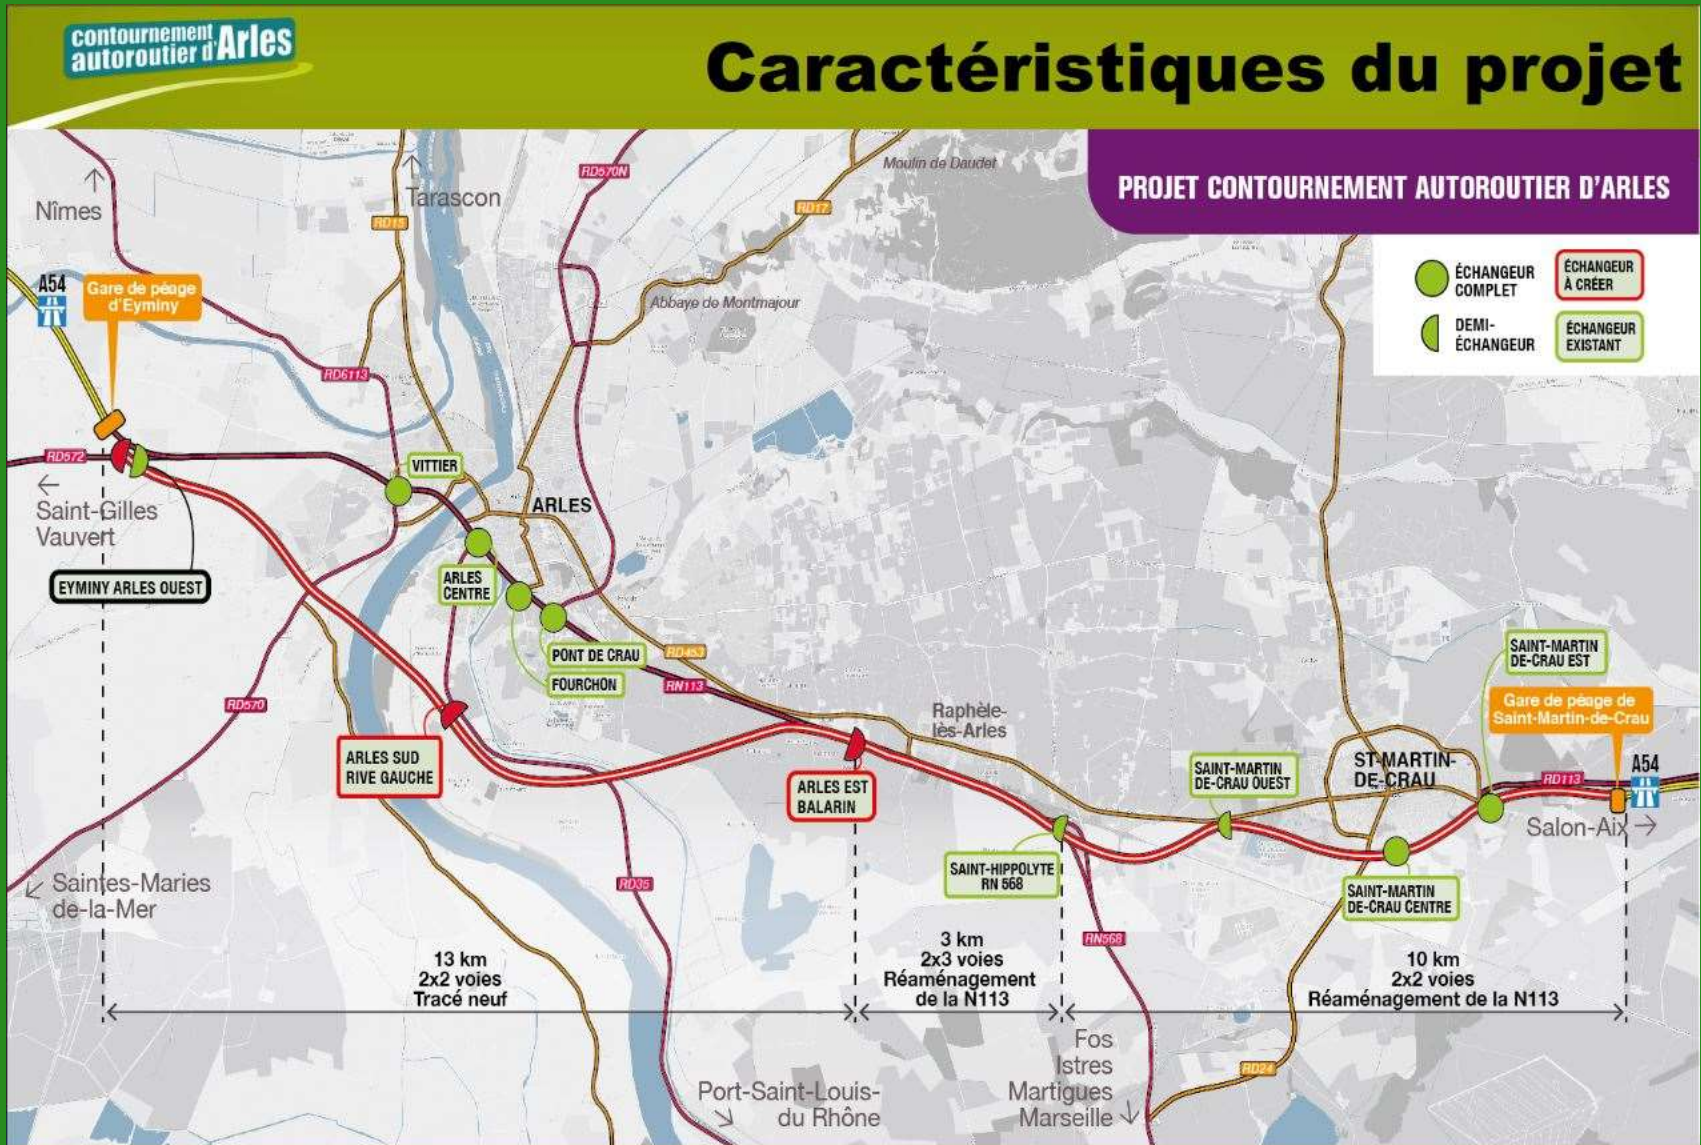 contournement
autoroutier d'Arles
Caractéristiques du projet
PROJET CONTOURNEMENT AUTOROUTIER D'ARLES
ÉCHANGEUR
COMPLET
ÉCHANGEUR
À CRÉER
DEMI-
ÉCHANGEUR
ÉCHANGEUR
EXISTANT
Nîmes
Tarascon
RD15
RD570N
Moulin de Daudet
RD17
A54
Gare de péage
d'Eyminy
Abbaye de Montmajour
RD6113
RD572
VITTIER
Saint-Gilles
Vauvert
ARLES
EYMINY ARLES OUEST
ARLES
CENTRE
PONT DE CRAU
RD453
FOURCHON
RN113
SAINT-MARTIN
DE-CRAU EST
RD570
Gare de péage de
Saint-Martin-de-Crau
Raphèle-
lès-Arles
ARLES SUD
RIVE GAUCHE
ARLES EST
BALARIN
SAINT-MARTIN
DE-CRAU OUEST
ST-MARTIN-
DE-CRAU
RD113
A54
Salon-Aix
Saintes-Maries
de-la-Mer
RD35
SAINT-HIPPOLYTE
RN 568
SAINT-MARTIN
DE-CRAU CENTRE
RN568
13 km
2x2 voies
Tracé neuf
3 km
2x3 voies
Réaménagement
de la N113
10 km
2x2 voies
Réaménagement de la N113
Fos
Istres
Martigues
Marseille
RD24
Port-Saint-Louis-
du Rhône